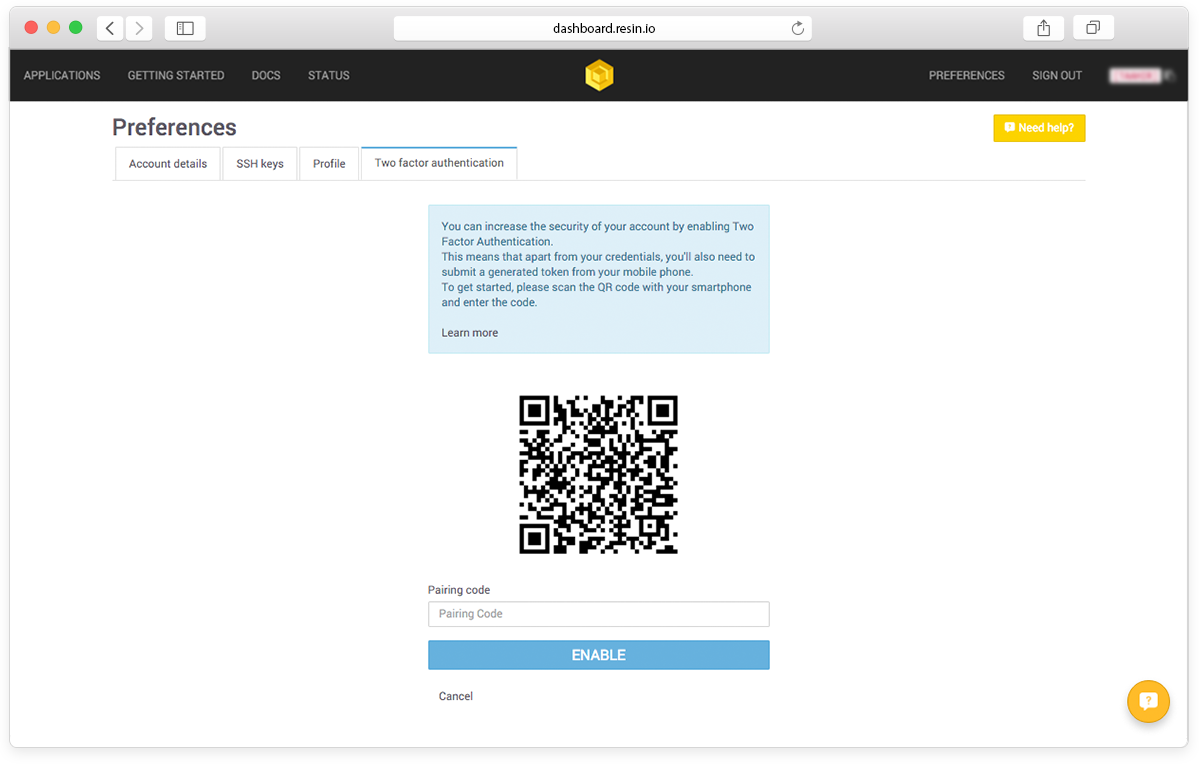 dashboard.resin.io
APPLICATIONS GETTING STARTED DOCS STATUS PREFERENCES SIGN OUT
Preferences
Need help?
Account details SSH keys Profile Two factor authentication
You can increase the security of your account by enabling Two
Factor Authentication.
This means that apart from your credentials, you'll also need to
submit a generated token from your mobile phone.
To get started, please scan the QR code with your smartphone
and enter the code.
Learn more
Pairing code
Pairing Code
ENABLE
Cancel
?